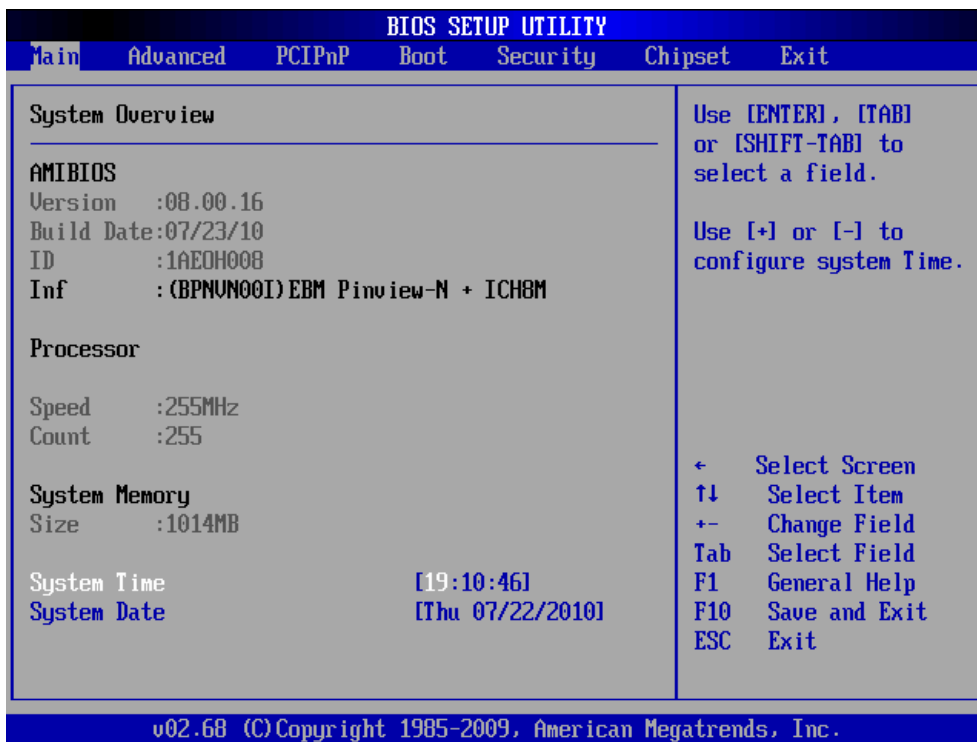 BIOS SETUP UTILITY
Main Advanced PCIPnP Boot Security Chipset Exit
System Overview
AMIBIOS
Version :08.00.16
Build Date:07/23/10
ID :1AEOH008
Inf :(BPNVN00I)EBM Pinview-N + ICH8M
Processor
Speed :255MHz
Count :255
System Memory
Size :1014MB
System Time [19:10:46]
System Date [Thu 07/22/2010]
Use [ENTER], [TAB]
or [SHIFT-TAB] to
select a field.
Use [+] or [-] to
configure system Time.
← Select Screen
↑↓ Select Item
+- Change Field
Tab Select Field
F1 General Help
F10 Save and Exit
ESC Exit
v02.68 (C)Copyright 1985-2009, American Megatrends, Inc.